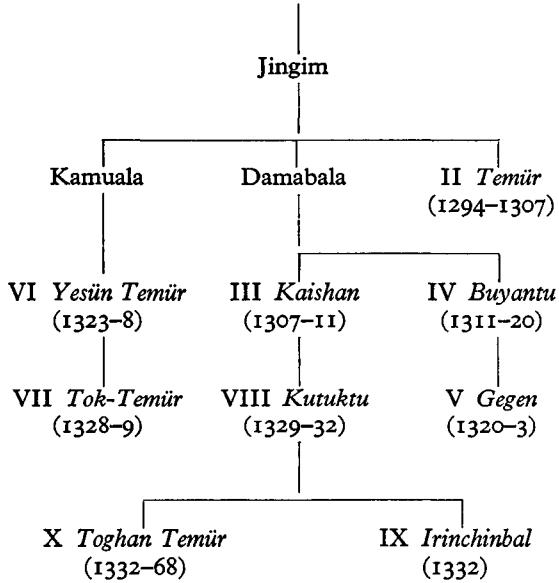 Jingim
Kamuala Damabala II Temür
(1294–1307)
VI Yesün Temür III Kaishan IV Buyantu
(1323–8) (1307–11) (1311–20)
VII Tok-Temür VIII Kutuktu V Gegen
(1328–9) (1329–32) (1320–3)
X Toghan Temür IX Irinchinbal
(1332–68) (1332)